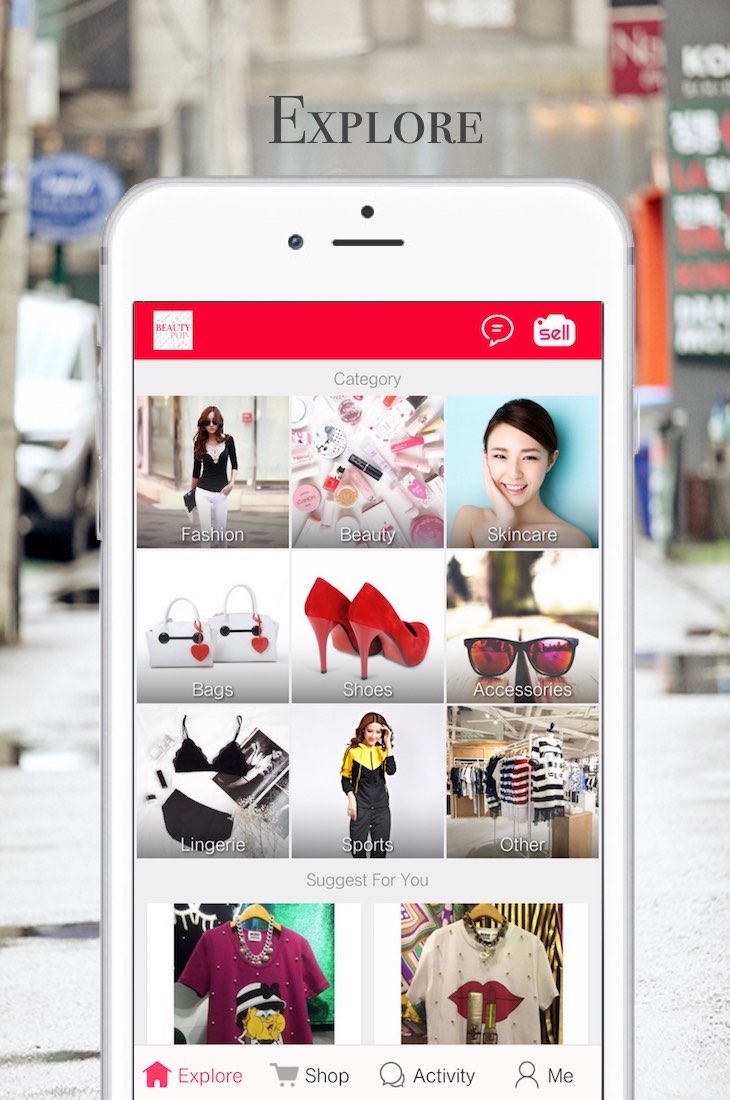 EXPLORE
BEAUTY
POP
sell
Category
Fashion
Beauty
Skincare
Bags
Shoes
Accessories
Lingerie
Sports
Other
Suggest For You
Explore
Shop
Activity
Me